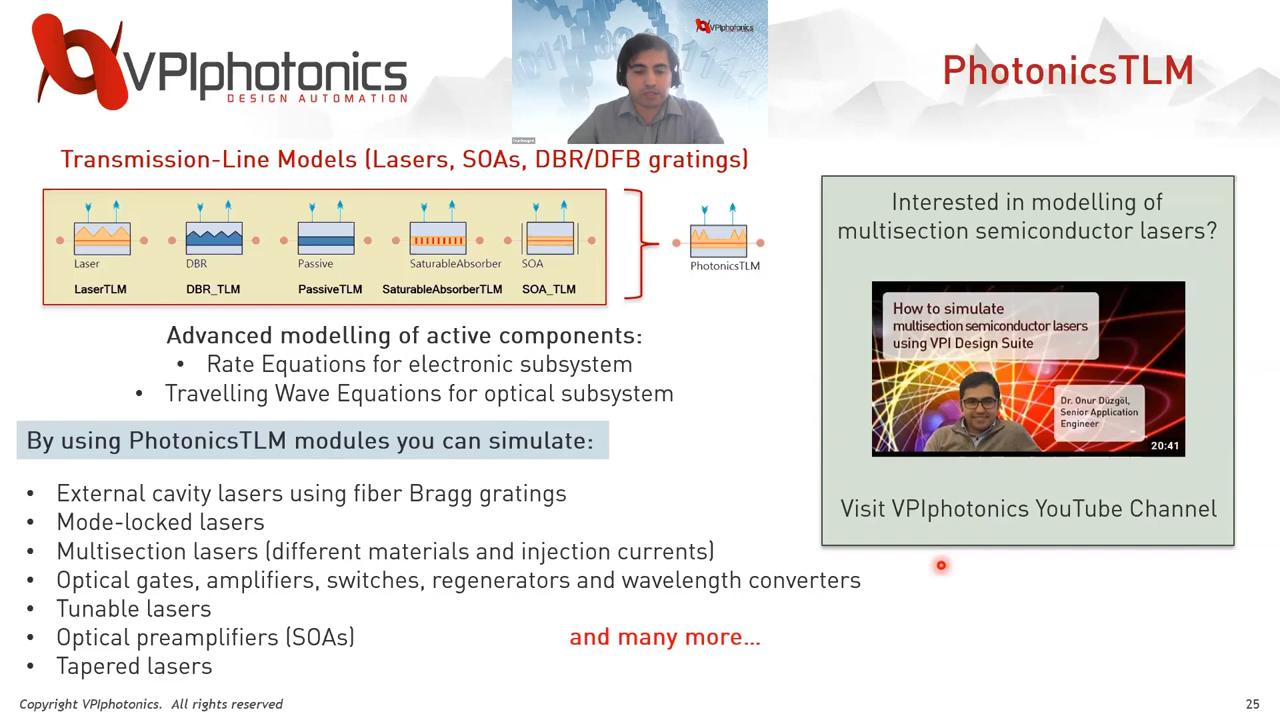 VPIphotonics
DESIGN AUTOMATION
VPIphotonics
PhotonicsTLM
Transmission-Line Models (Lasers, SOAs, DBR/DFB gratings)
Laser
DBR
Passive
SaturableAbsorber
SOA
LaserTLM
DBR_TLM
PassiveTLM
SaturableAbsorberTLM
SOA_TLM
PhotonicsTLM
Advanced modelling of active components:
• Rate Equations for electronic subsystem
• Travelling Wave Equations for optical subsystem
By using PhotonicsTLM modules you can simulate:
• External cavity lasers using fiber Bragg gratings
• Mode-locked lasers
• Multisection lasers (different materials and injection currents)
• Optical gates, amplifiers, switches, regenerators and wavelength converters
• Tunable lasers
• Optical preamplifiers (SOAs)
and many more...
• Tapered lasers
Interested in modelling of
multisection semiconductor lasers?
How to simulate
multisection semiconductor lasers
using VPI Design Suite
Dr. Onur Düzgöl,
Senior Application
Engineer
20:41
Visit VPIphotonics YouTube Channel
Copyright VPIphotonics. All rights reserved
25